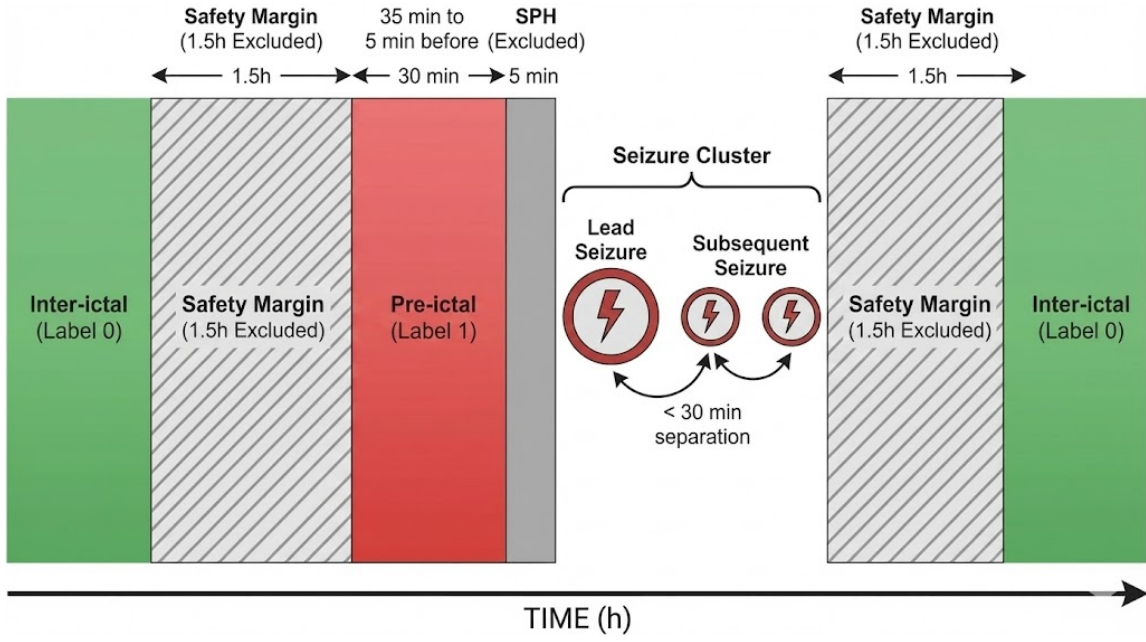 Safety Margin
(1.5h Excluded)
1.5h
35 min to
5 min before
30 min
SPH
(Excluded)
5 min
Safety Margin
(1.5h Excluded)
1.5h
Seizure Cluster
Lead
Seizure
Subsequent
Seizure
< 30 min
separation
Inter-ictal
(Label 0)
Safety Margin
(1.5h Excluded)
Pre-ictal
(Label 1)
Safety Margin
(1.5h Excluded)
Inter-ictal
(Label 0)
TIME (h)